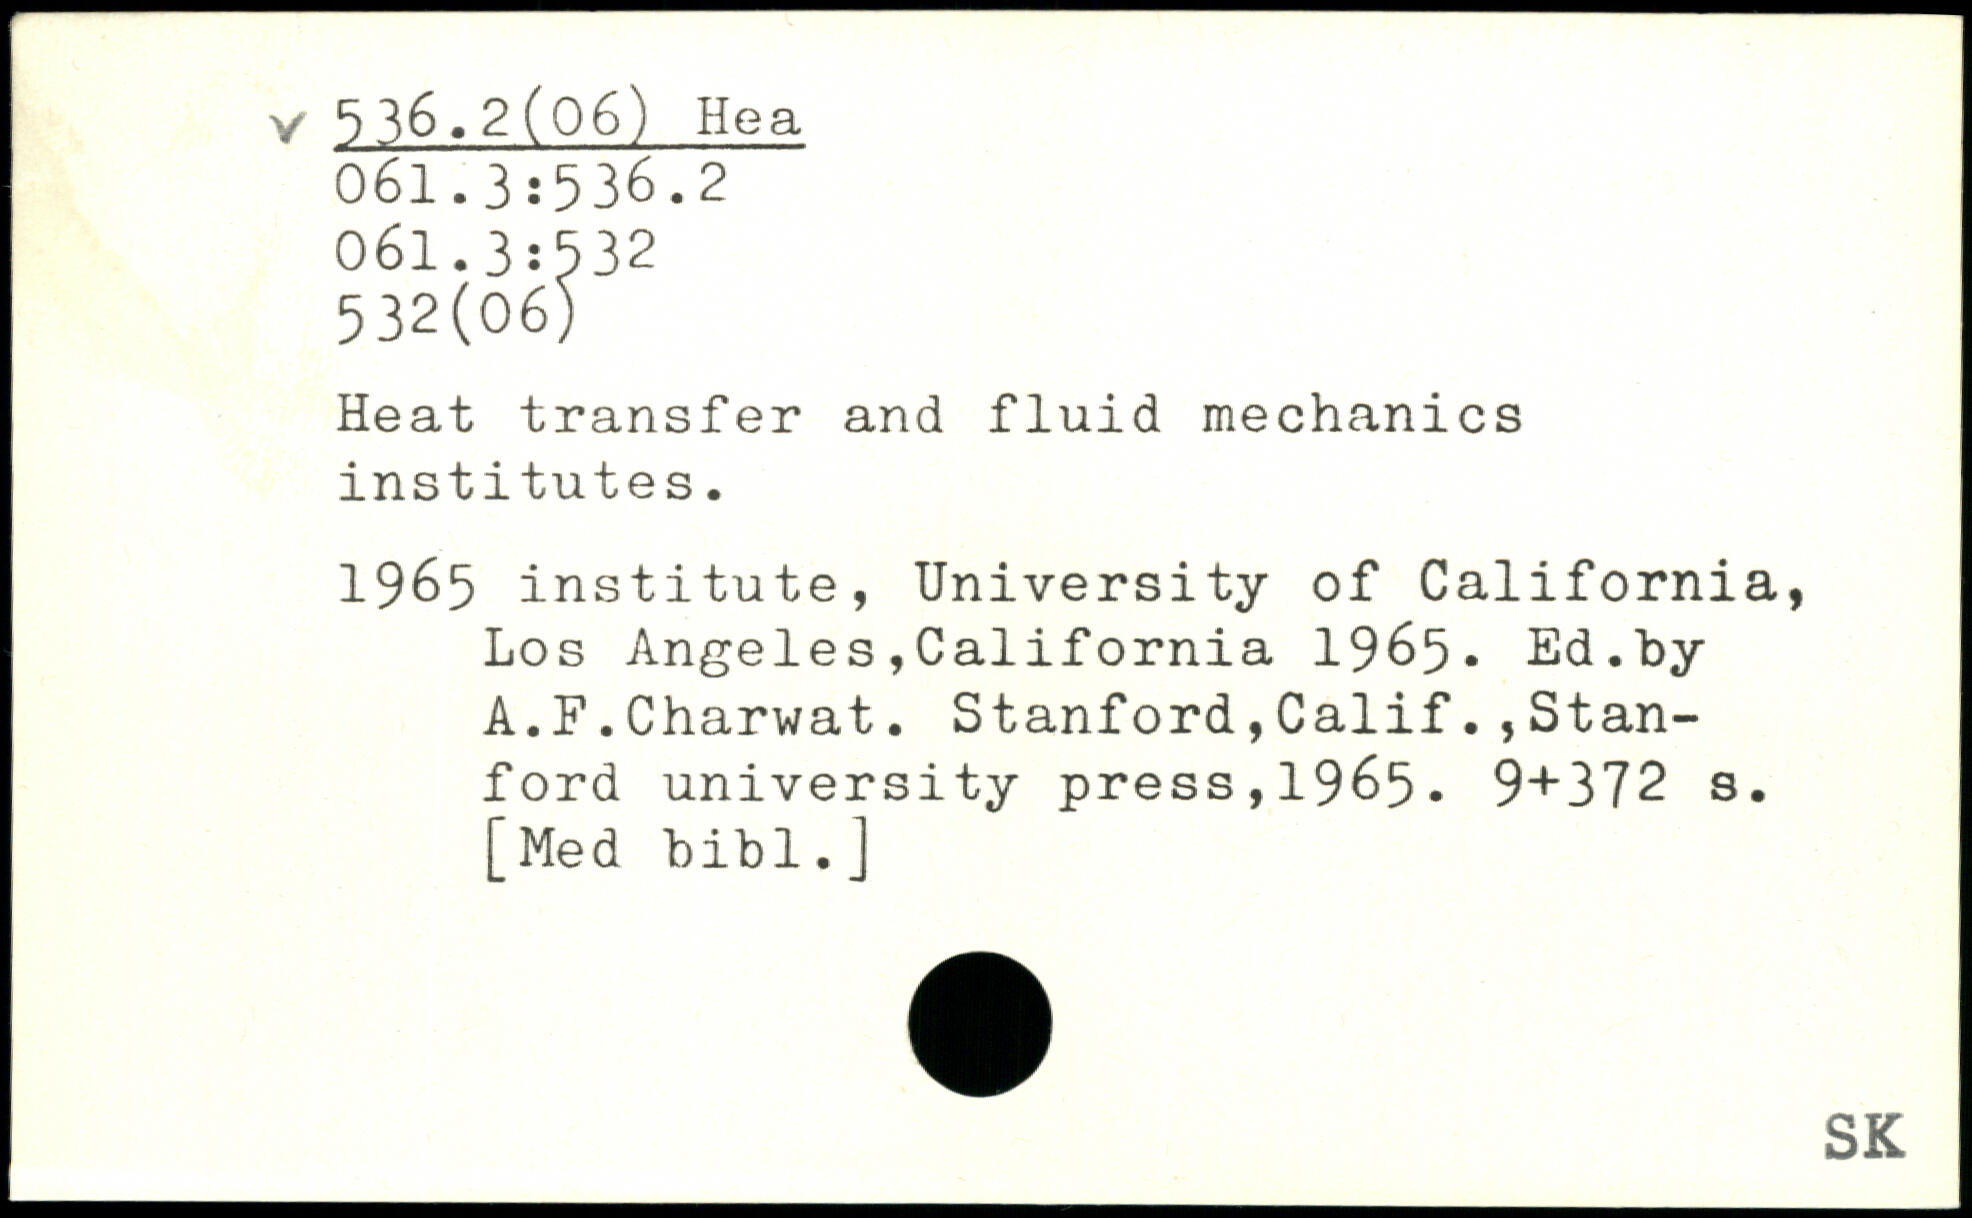 v 536.2(06) Hea
061.3:536.2
061.3:532
532(06)
Heat transfer and fluid mechanics
institutes.
1965 institute, University of California,
Los Angeles,California 1965. Ed.by
A.F.Charwat. Stanford,Calif.,Stan-
ford university press,1965. 9+372 s.
[Med bibl.]
SK